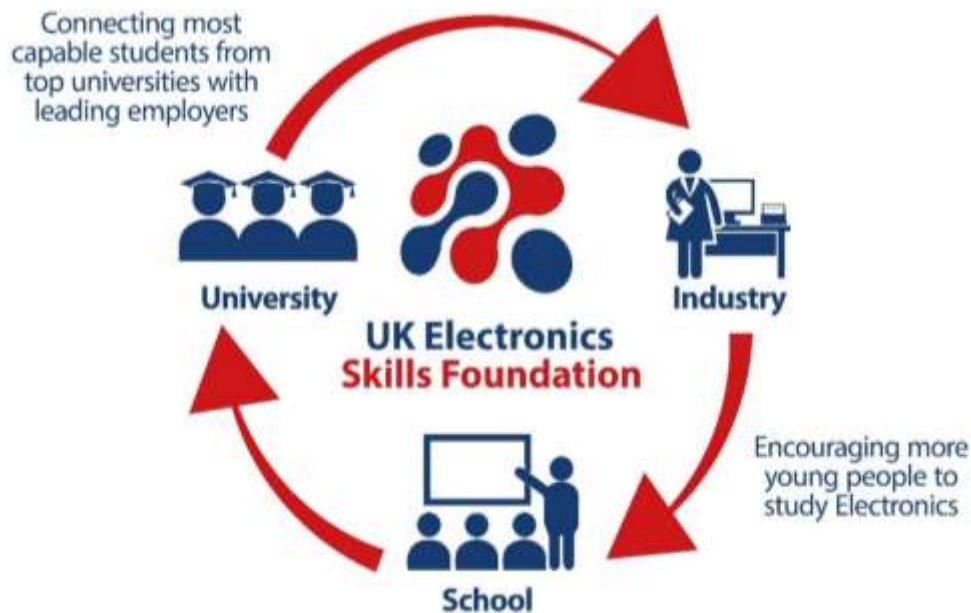 Connecting most
capable students from
top universities with
leading employers
University
Industry
UK Electronics
Skills Foundation
Encouraging more
young people to
study Electronics
School